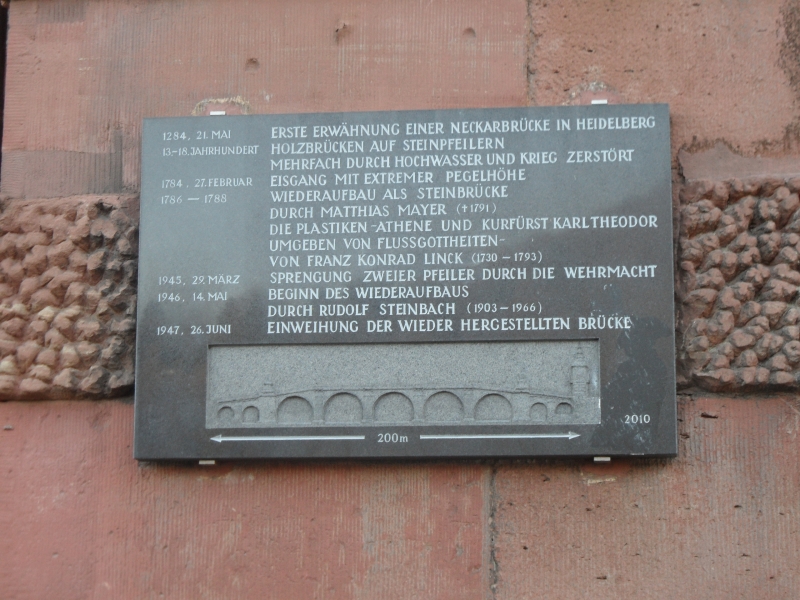 1284, 21. MAI ERSTE ERWÄHNUNG EINER NECKARBRÜCKE IN HEIDELBERG
13.–18. JAHRHUNDERT HOLZBRÜCKEN AUF STEINPFEILERN
MEHRFACH DURCH HOCHWASSER UND KRIEG ZERSTÖRT
1784, 27. FEBRUAR EISGANG MIT EXTREMER PEGELHÖHE
1786 – 1788 WIEDERAUFBAU ALS STEINBRÜCKE
DURCH MATTHIAS MAYER (†1791)
DIE PLASTIKEN -ATHENE UND KURFÜRST KARL THEODOR
UMGEBEN VON FLUSSGOTTHEITEN-
VON FRANZ KONRAD LINCK (1730 – 1793)
1945, 29. MÄRZ SPRENGUNG ZWEIER PFEILER DURCH DIE WEHRMACHT
1946, 14. MAI BEGINN DES WIEDERAUFBAUS
DURCH RUDOLF STEINBACH (1903 – 1966)
1947, 26. JUNI EINWEIHUNG DER WIEDER HERGESTELLTEN BRÜCKE
200m
2010